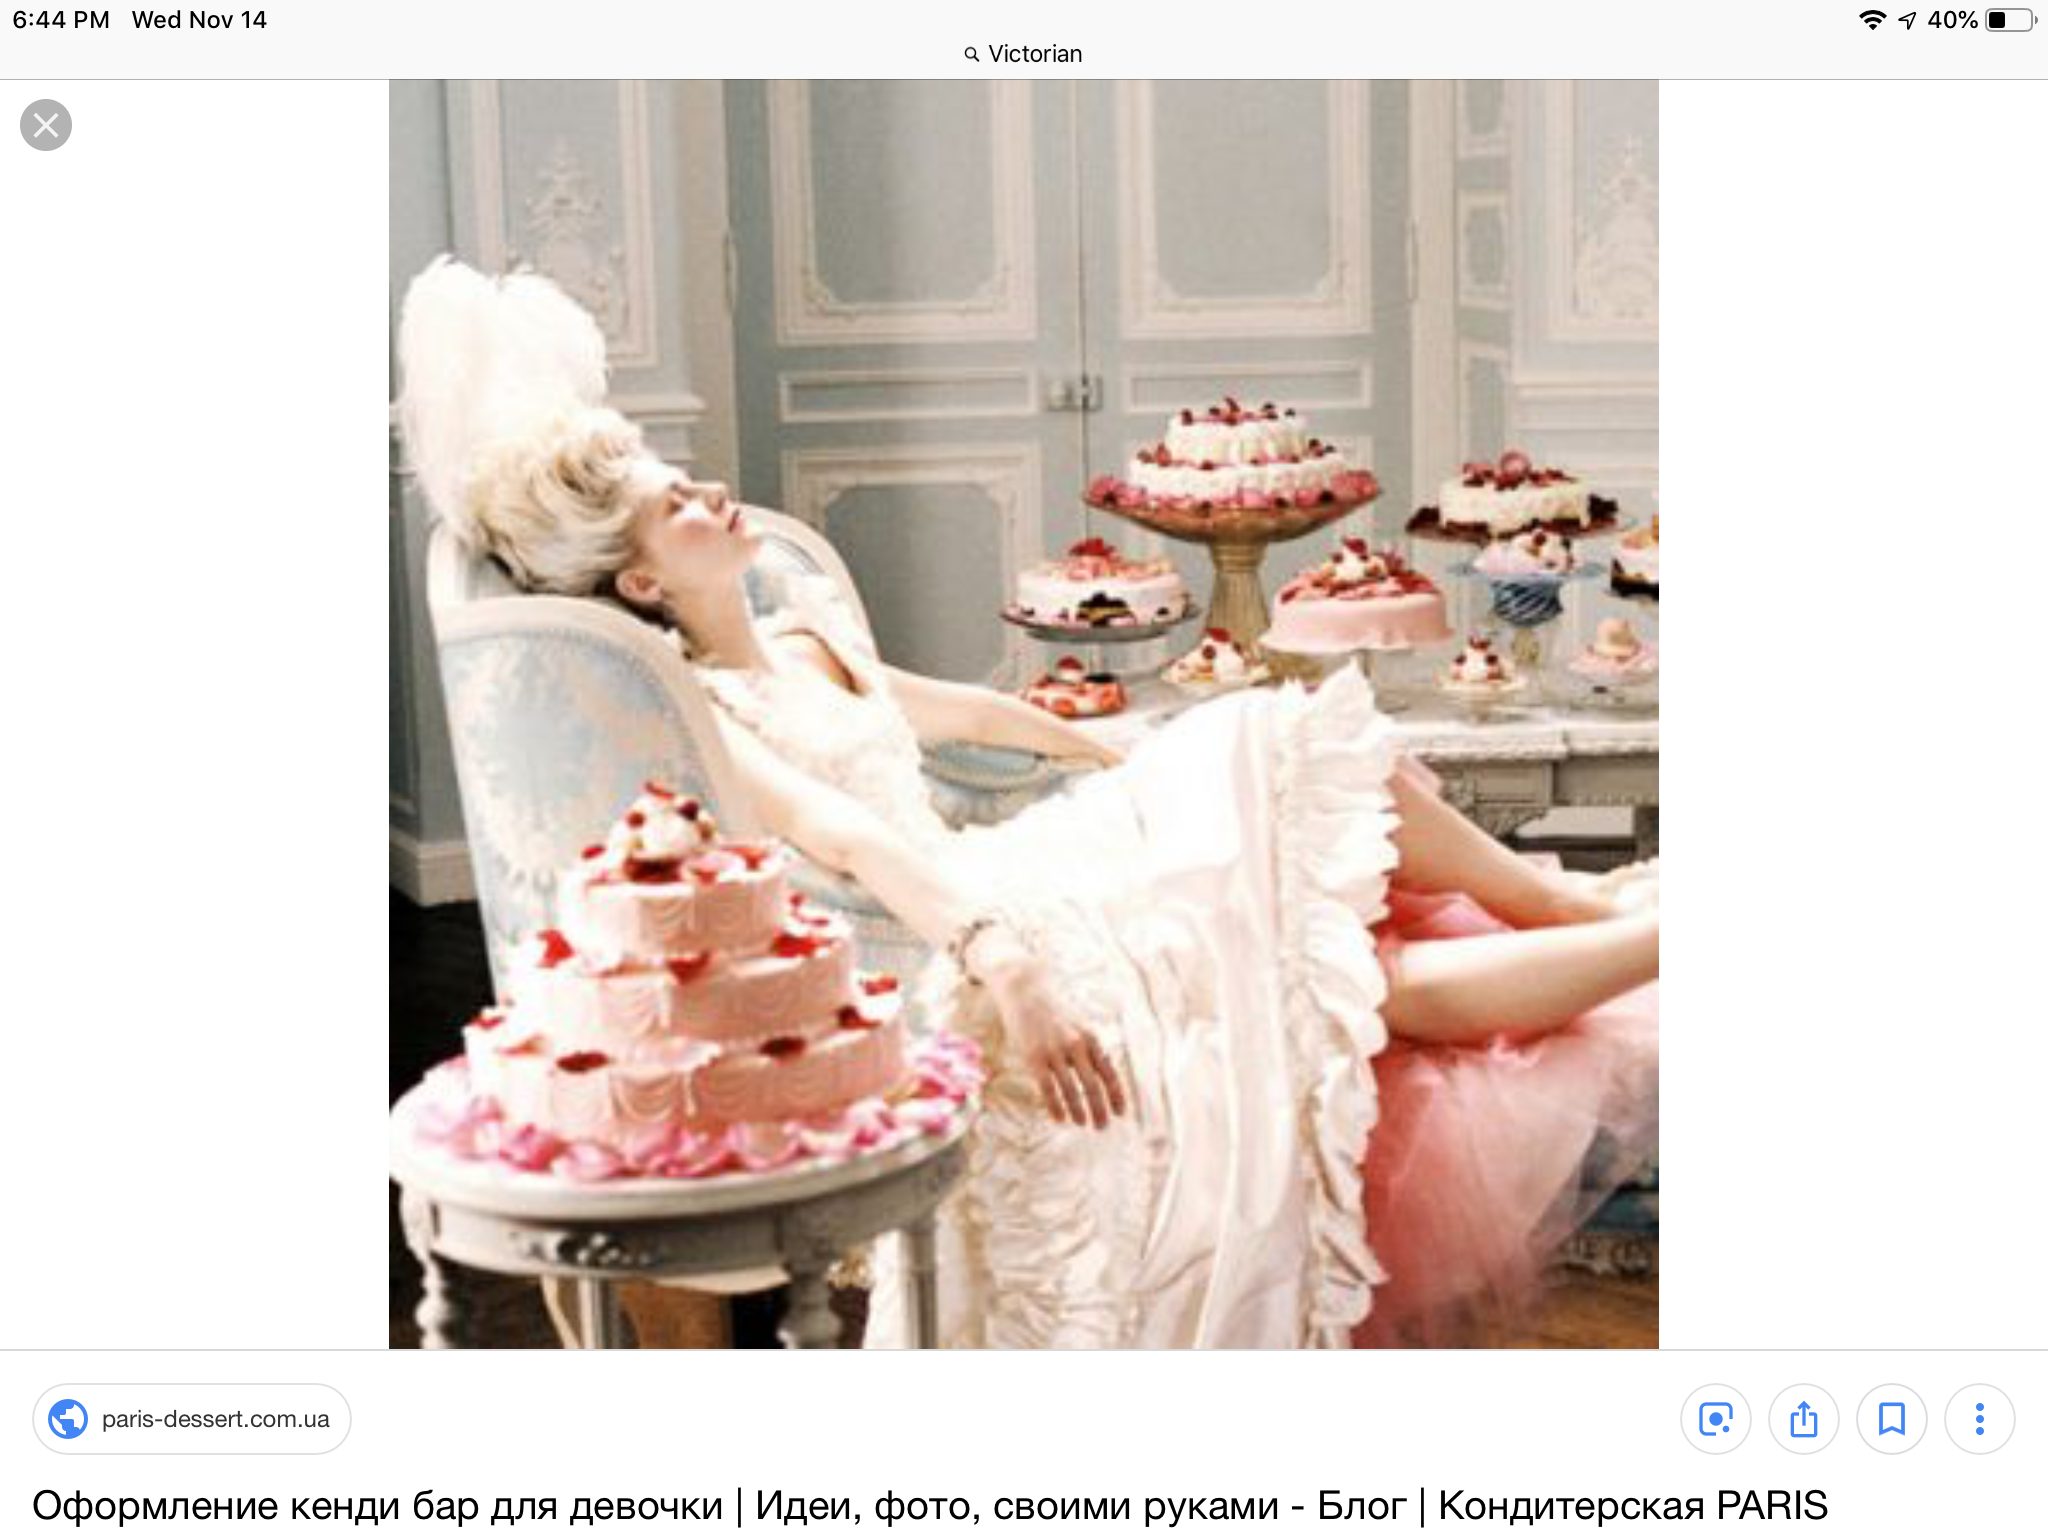 6:44 PM Wed Nov 14
40%
Victorian
paris-dessert.com.ua
Оформление кенди бар для девочки | Идеи, фото, своими руками - Блог | Кондитерская PARIS